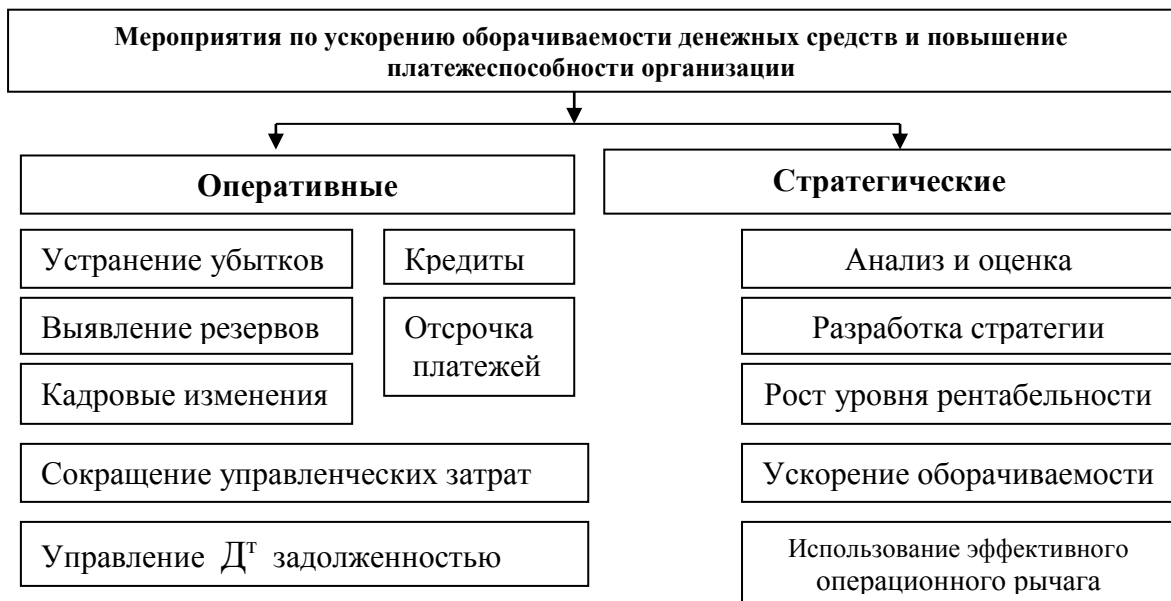 Мероприятия по ускорению оборачиваемости денежных средств и повышение
платежеспособности организации
Оперативные
Стратегические
Устранение убытков
Кредиты
Выявление резервов
Отсрочка
платежей
Кадровые изменения
Сокращение управленческих затрат
Управление Дт задолженностью
Анализ и оценка
Разработка стратегии
Рост уровня рентабельности
Ускорение оборачиваемости
Использование эффективного
операционного рычага